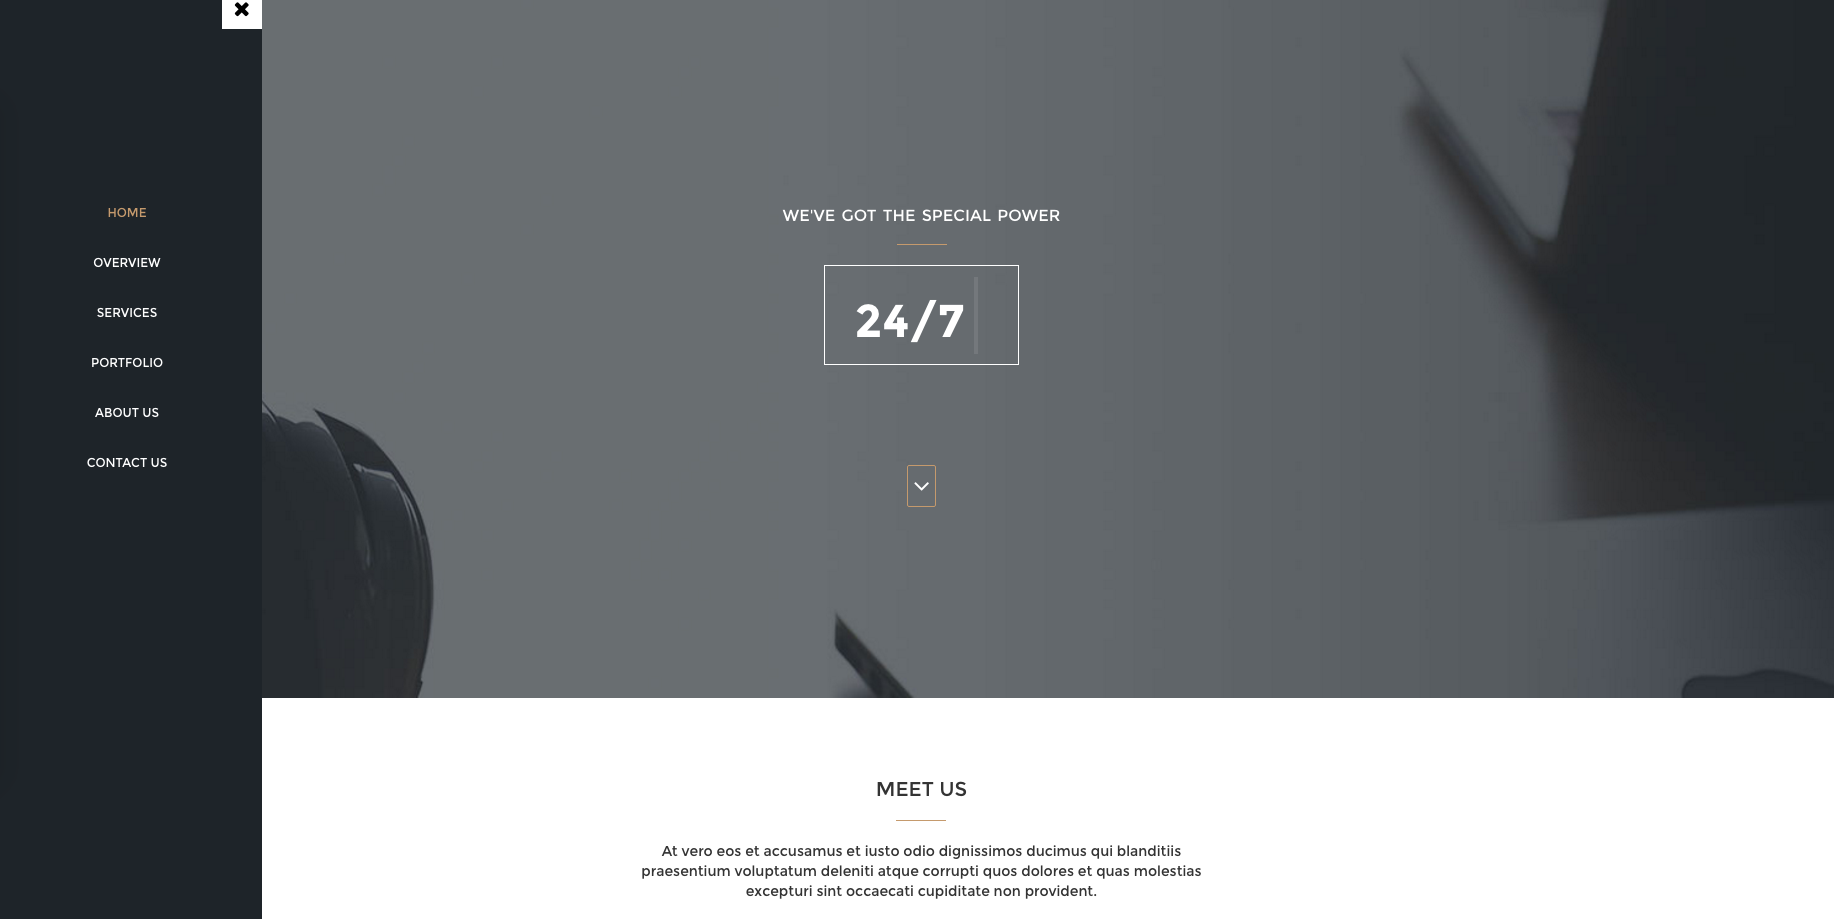 HOME
OVERVIEW
SERVICES
PORTFOLIO
ABOUT US
CONTACT US
WE'VE GOT THE SPECIAL POWER
24/7
MEET US
At vero eos et accusamus et iusto odio dignissimos ducimus qui blanditiis
praesentium voluptatum deleniti atque corrupti quos dolores et quas molestias
excepturi sint occaecati cupiditate non provident.